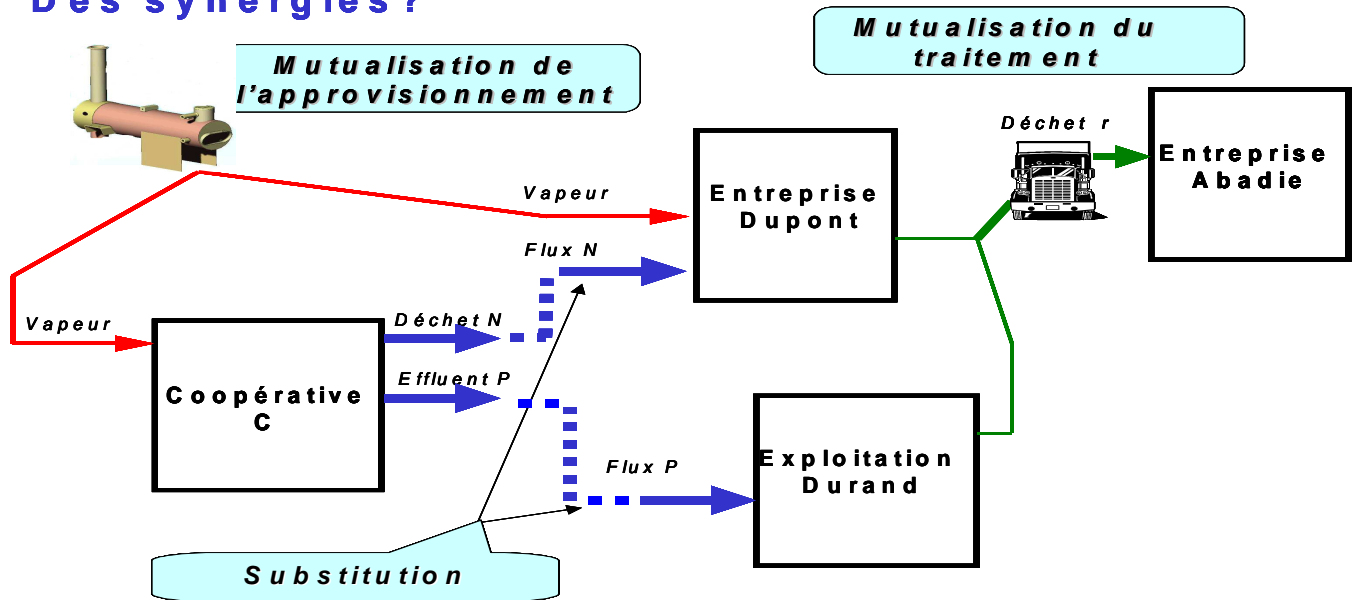 Des synergies?
Mutualisation de
l'approvisionnement
Mutualisation du
traitement
Déchet r
Entreprise
Abadie
Vapeur
Entreprise
Dupont
Flux N
Vapeur
Déchet N
Effluent P
Coopérative
C
Flux P
Exploitation
Durand
Substitution